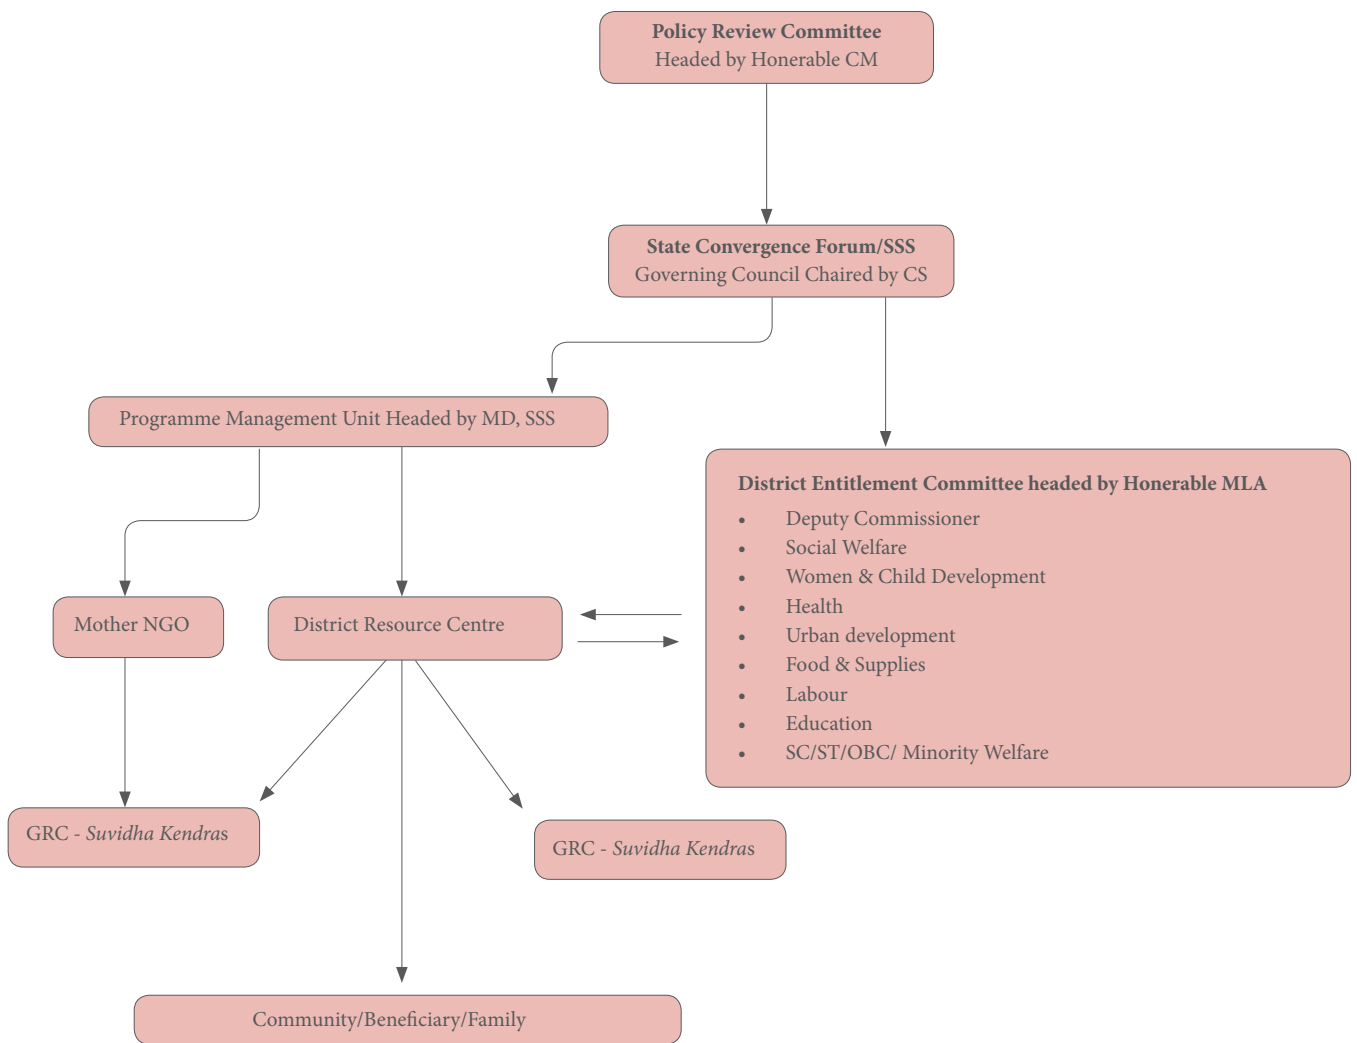 Policy Review Committee
Headed by Honerable CM
State Convergence Forum/SSS
Governing Council Chaired by CS
Programme Management Unit Headed by MD, SSS
District Entitlement Committee headed by Honerable MLA
• Deputy Commissioner
• Social Welfare
• Women & Child Development
• Health
• Urban development
• Food & Supplies
• Labour
• Education
• SC/ST/OBC/ Minority Welfare
Mother NGO
District Resource Centre
GRC - Suvidha Kendras
GRC - Suvidha Kendras
Community/Beneficiary/Family